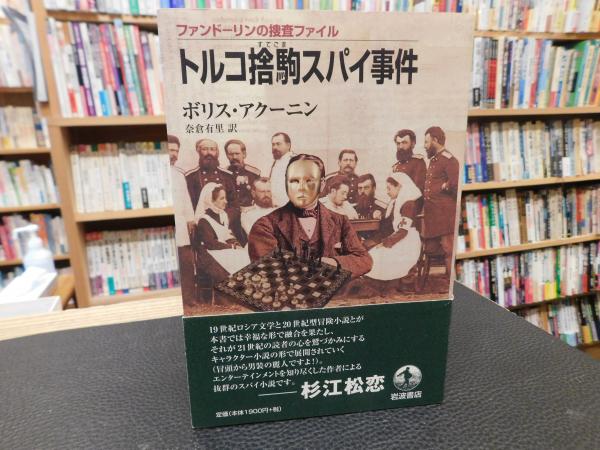 ファンドーリンの捜査ファイル
すてごま
トルコ捨駒スパイ事件
ボリス・アクーニン
奈倉有里 訳
19世紀ロシア文学と20世紀型冒険小説とが
本書では幸福な形で融合を果たし、
それが21世紀の読者の心を鷲づかみにする
キャラクター小説の形で展開されていく
(冒頭から男装の麗人ですよ!)。
エンターテインメントを知り尽くした作者による
抜群のスパイ小説です。
——杉江松恋
岩波書店
定価(本体1900円+税)